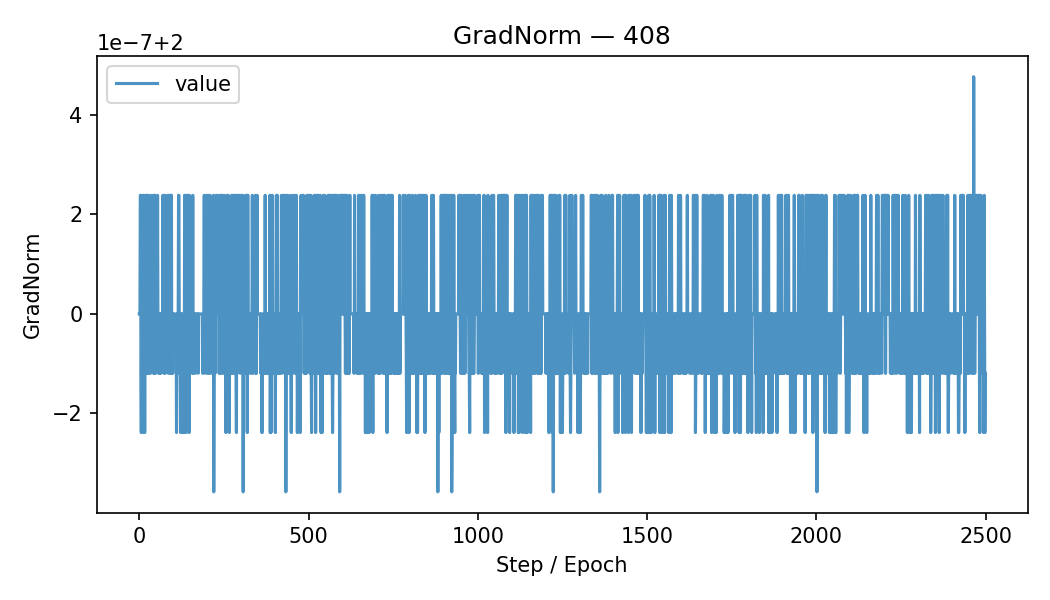 GradNorm — 408
1e−7+2
value
4
2
0
−2
GradNorm
0
500
1000
1500
2000
2500
Step / Epoch